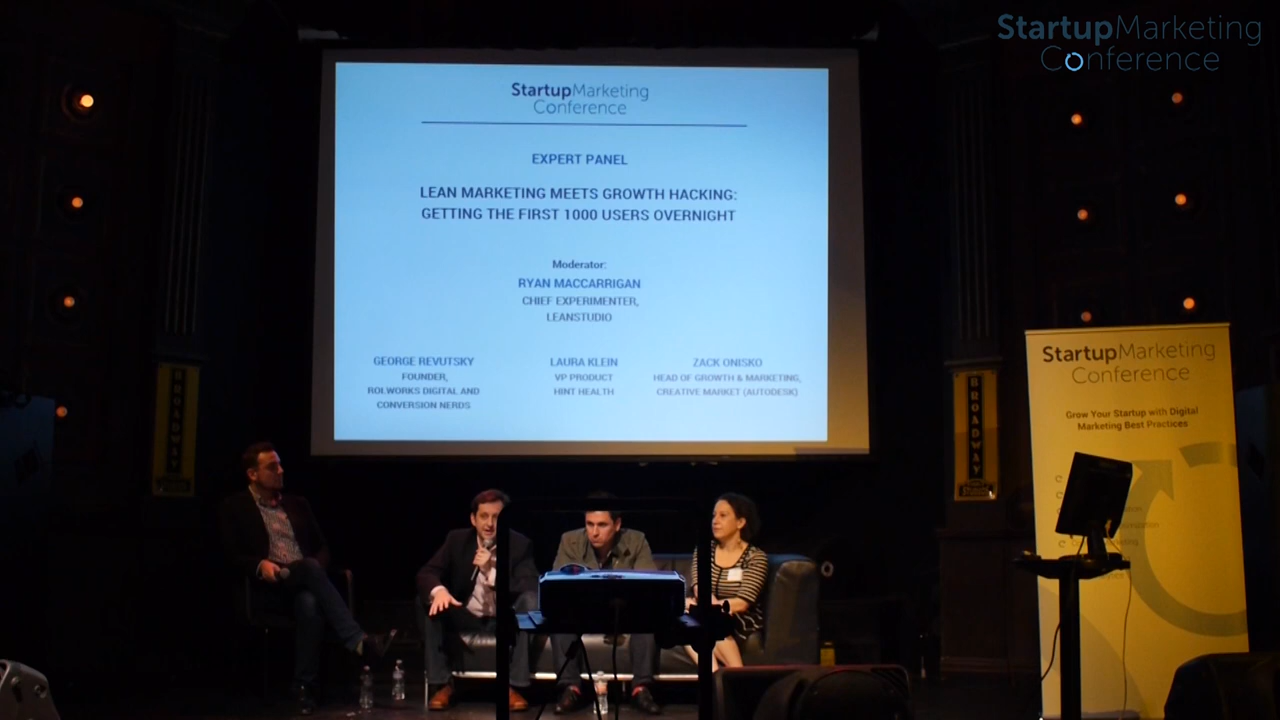 StartupMarketing
Conference
StartupMarketing
Conference
EXPERT PANEL
LEAN MARKETING MEETS GROWTH HACKING:
GETTING THE FIRST 1000 USERS OVERNIGHT
Moderator:
RYAN MACCARRIGAN
CHIEF EXPERIMENTER,
LEANSTUDIO
GEORGE REVUTSKY
FOUNDER,
ROI.WORKS DIGITAL AND
CONVERSION NERDS
LAURA KLEIN
VP PRODUCT
HINT HEALTH
ZACK ONISKO
HEAD OF GROWTH & MARKETING,
CREATIVE MARKET (AUTODESK)
BROADWAY
BROADWAY
StartupMarketing
Conference
Grow Your Startup with Digital
Marketing Best Practices